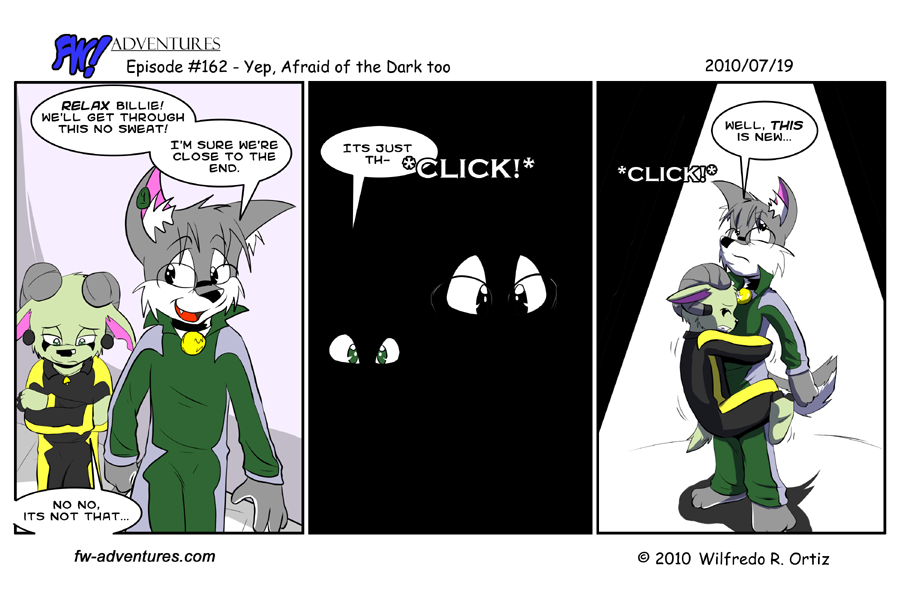 FW! ADVENTURES
Episode #162 - Yep, Afraid of the Dark too
2010/07/19
RELAX BILLIE!
WE'LL GET THROUGH
THIS NO SWEAT!
I'M SURE WE'RE
CLOSE TO THE
END.
NO NO,
ITS NOT THAT...
ITS JUST
TH-
*CLICK!*
*CLICK!*
WELL, THIS
IS NEW...
fw-adventures.com
© 2010 Wilfredo R. Ortiz